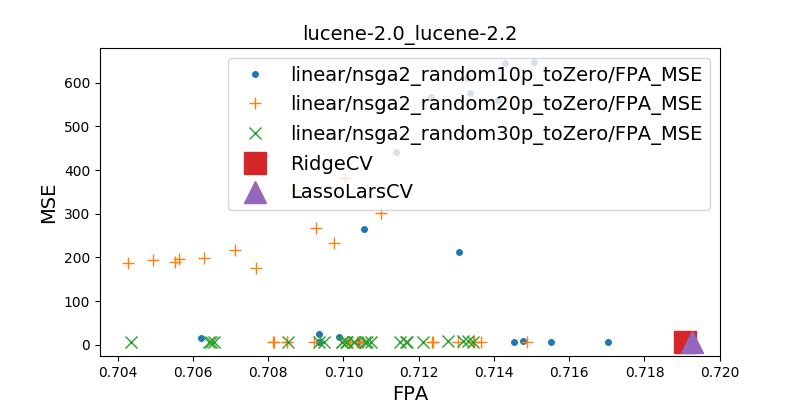 lucene-2.0_lucene-2.2
MSE
600
500
400
300
200
100
0
linear/nsga2_random10p_toZero/FPA_MSE
linear/nsga2_random20p_toZero/FPA_MSE
linear/nsga2_random30p_toZero/FPA_MSE
RidgeCV
LassoLarsCV
0.704 0.706 0.708 0.710 0.712 0.714 0.716 0.718 0.720
FPA